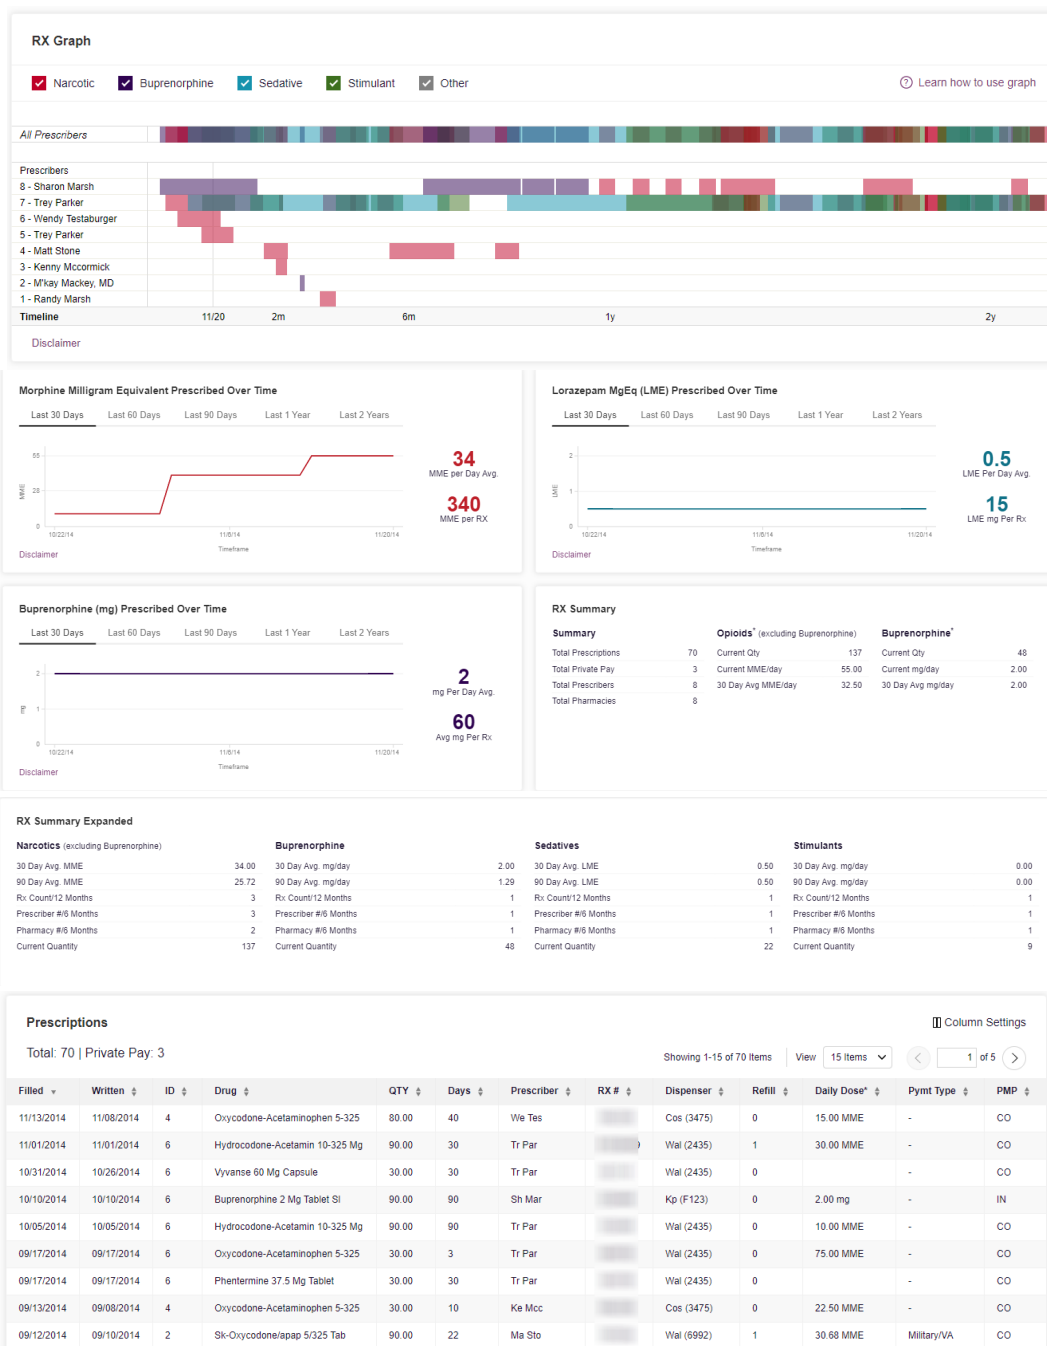 RX Graph
Narcotic Buprenorphine Sedative Stimulant Other Learn how to use graph
All Prescribers
Prescribers
8 - Sharon Marsh
7 - Trey Parker
6 - Wendy Testaburger
5 - Trey Parker
4 - Matt Stone
3 - Kenny Mccormick
2 - M'kay Mackey, MD
1 - Randy Marsh
Timeline 11/20 2m 6m 1y 2y
Disclaimer
Morphine Milligram Equivalent Prescribed Over Time
Last 30 Days Last 60 Days Last 90 Days Last 1 Year Last 2 Years
55
28
0
MME
10/22/14 11/6/14 11/20/14
Timeframe
34
MME per Day Avg.
340
MME per RX
Disclaimer
Lorazepam MgEq (LME) Prescribed Over Time
Last 30 Days Last 60 Days Last 90 Days Last 1 Year Last 2 Years
2
1
0
LME
10/22/14 11/6/14 11/20/14
Timeframe
0.5
LME Per Day Avg.
15
LME mg Per Rx
Disclaimer
Buprenorphine (mg) Prescribed Over Time
Last 30 Days Last 60 Days Last 90 Days Last 1 Year Last 2 Years
2
1
0
mg
10/22/14 11/6/14 11/20/14
Timeframe
2
mg Per Day Avg.
60
Avg mg Per Rx
Disclaimer
RX Summary
Summary Opioids* (excluding Buprenorphine) Buprenorphine*
Total Prescriptions 70 Current Qty 137 Current Qty 48
Total Private Pay 3 Current MME/day 55.00 Current mg/day 2.00
Total Prescribers 8 30 Day Avg MME/day 32.50 30 Day Avg mg/day 2.00
Total Pharmacies 8
RX Summary Expanded
Narcotics (excluding Buprenorphine) Buprenorphine Sedatives Stimulants
30 Day Avg. MME 34.00 30 Day Avg. mg/day 2.00 30 Day Avg. LME 0.50 30 Day Avg. mg/day 0.00
90 Day Avg. MME 25.72 90 Day Avg. mg/day 1.29 90 Day Avg. LME 0.50 90 Day Avg. mg/day 0.00
Rx Count/12 Months 3 Rx Count/12 Months 1 Rx Count/12 Months 1 Rx Count/12 Months 1
Prescriber #/6 Months 3 Prescriber #/6 Months 1 Prescriber #/6 Months 1 Prescriber #/6 Months 1
Pharmacy #/6 Months 2 Pharmacy #/6 Months 1 Pharmacy #/6 Months 1 Pharmacy #/6 Months 1
Current Quantity 137 Current Quantity 48 Current Quantity 22 Current Quantity 9
Prescriptions Column Settings
Total: 70 | Private Pay: 3
Showing 1-15 of 70 Items View 15 Items 1 of 5
Filled Written ID Drug QTY Days Prescriber RX # Dispenser Refill Daily Dose* Pymt Type PMP
11/13/2014 11/08/2014 4 Oxycodone-Acetaminophen 5-325 80.00 40 We Tes Cos (3475) 0 15.00 MME - CO
11/01/2014 11/01/2014 6 Hydrocodone-Acetamin 10-325 Mg 90.00 30 Tr Par Wal (2435) 1 30.00 MME - CO
10/31/2014 10/26/2014 6 Vyvanse 60 Mg Capsule 30.00 30 Tr Par Wal (2435) 0 CO
10/10/2014 10/10/2014 6 Buprenorphine 2 Mg Tablet Sl 90.00 90 Sh Mar Kp (F123) 0 2.00 mg - IN
10/05/2014 10/05/2014 6 Hydrocodone-Acetamin 10-325 Mg 90.00 90 Tr Par Wal (2435) 0 10.00 MME - CO
09/17/2014 09/17/2014 6 Oxycodone-Acetaminophen 5-325 30.00 3 Tr Par Wal (2435) 0 75.00 MME - CO
09/17/2014 09/17/2014 6 Phentermine 37.5 Mg Tablet 30.00 30 Tr Par Wal (2435) 0 - CO
09/13/2014 09/08/2014 4 Oxycodone-Acetaminophen 5-325 30.00 10 Ke Mcc Cos (3475) 0 22.50 MME - CO
09/12/2014 09/10/2014 2 Sk-Oxycodone/apap 5/325 Tab 90.00 22 Ma Sto Wal (6992) 1 30.68 MME Military/VA CO